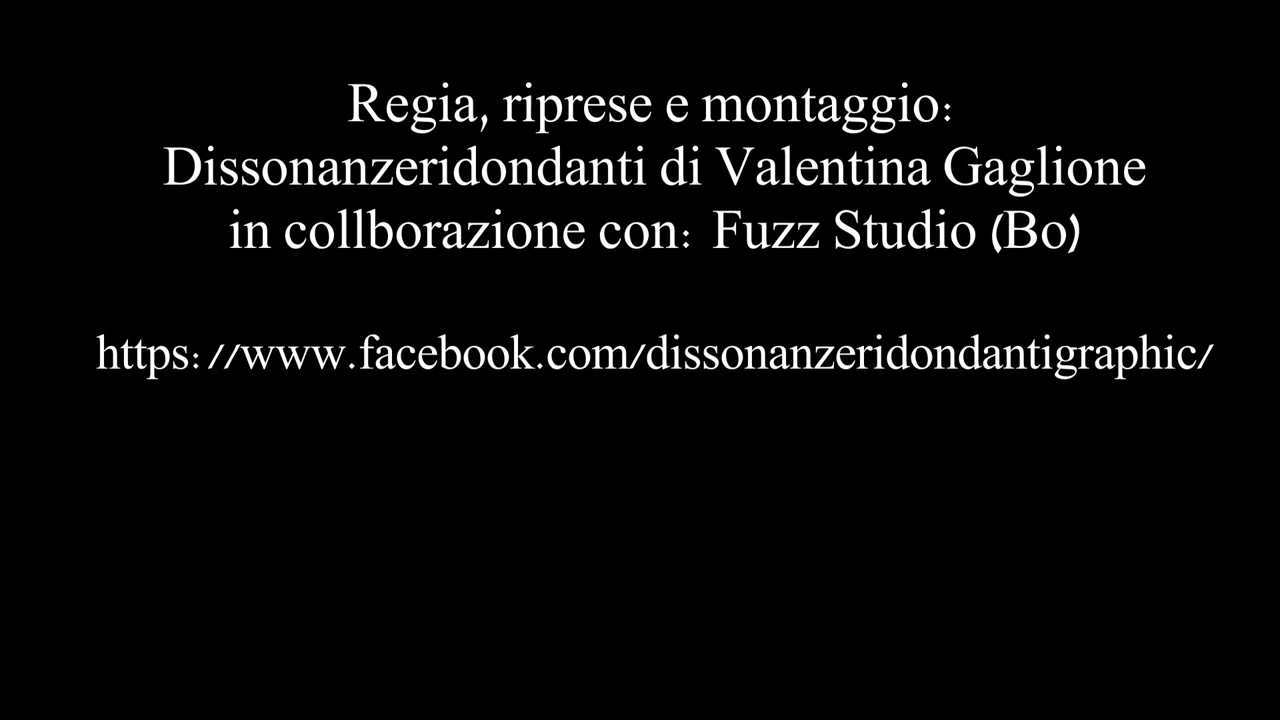 Regia, riprese e montaggio:
Dissonanzeridondanti di Valentina Gaglione
in collborazione con: Fuzz Studio (Bo)
https://www.facebook.com/dissonanzeridondantigraphic/